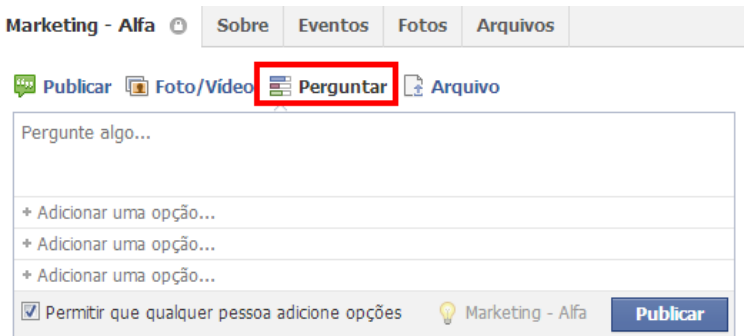 Marketing - Alfa Sobre Eventos Fotos Arquivos
Publicar Foto/Vídeo Perguntar Arquivo
Pergunte algo...
+ Adicionar uma opção...
+ Adicionar uma opção...
+ Adicionar uma opção...
Permitir que qualquer pessoa adicione opções Marketing - Alfa Publicar